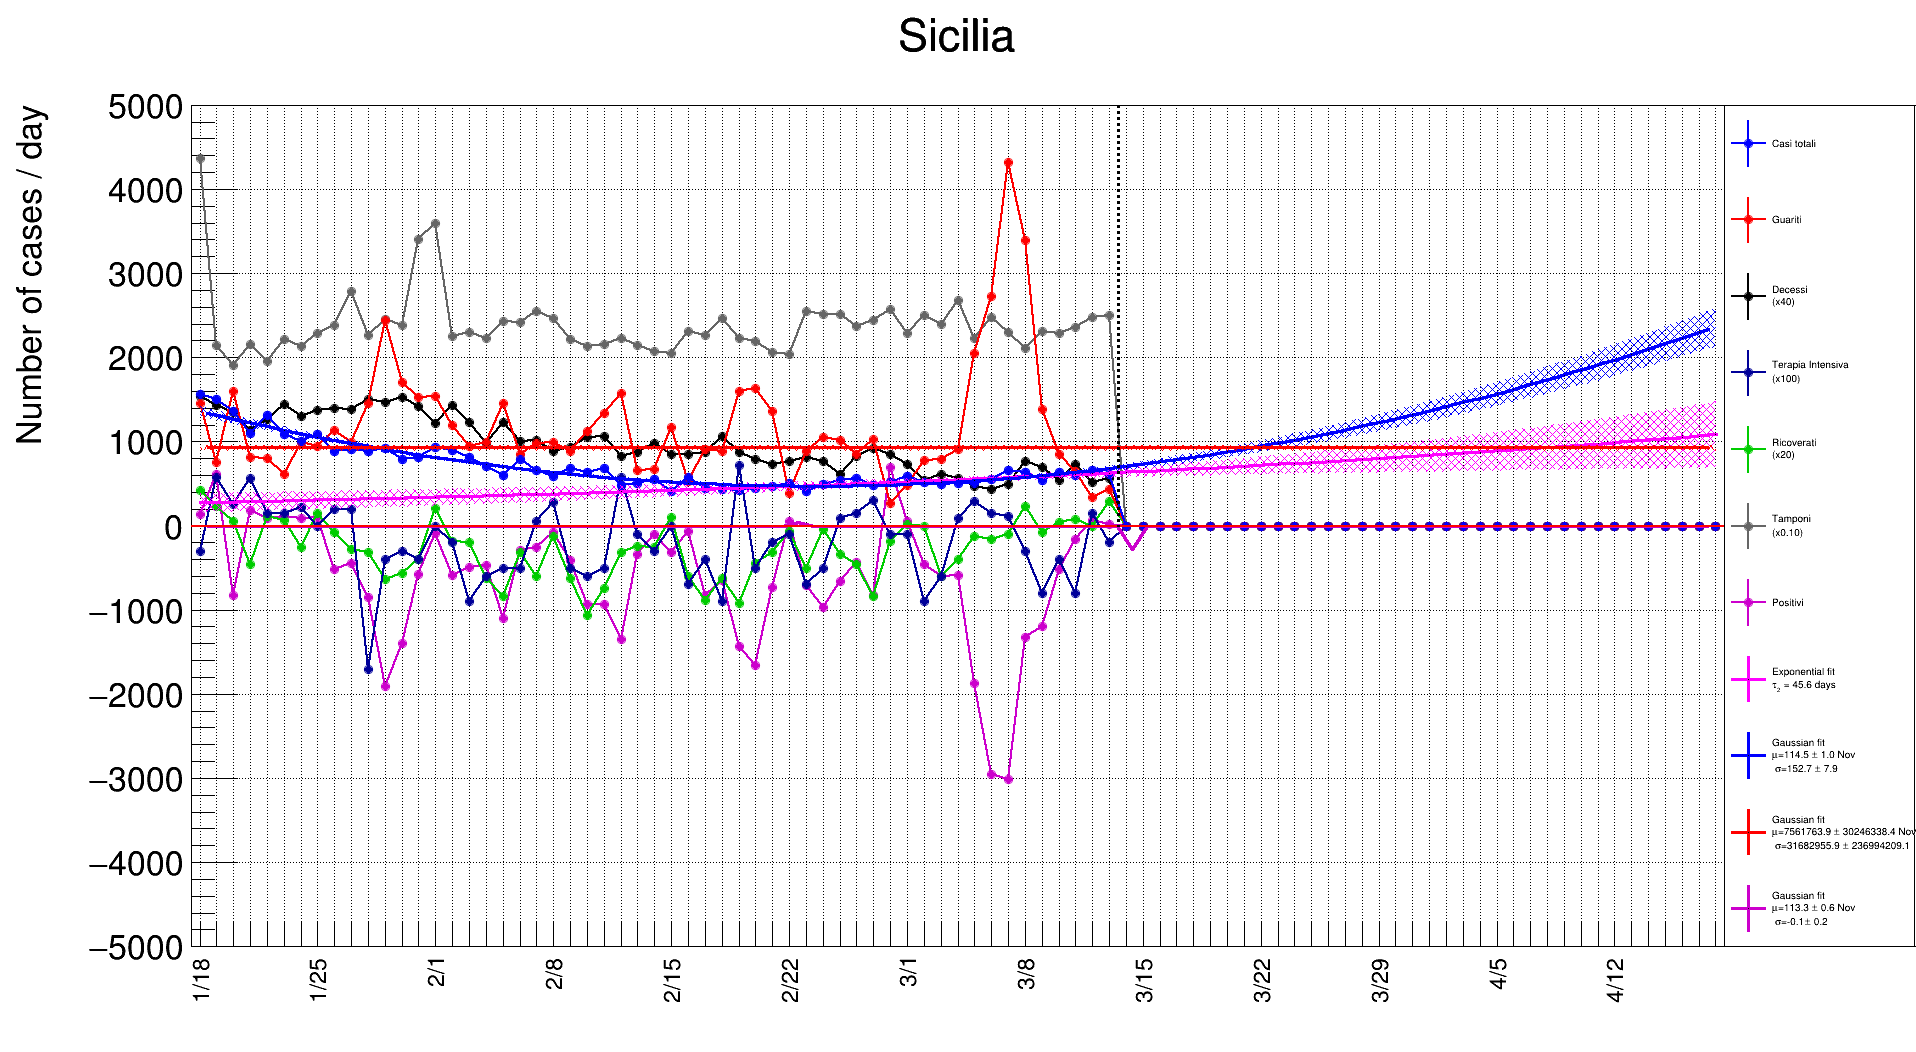 Sicilia
Number of cases / day
5000
4000
3000
2000
1000
0
−1000
−2000
−3000
−4000
−5000
1/18
1/25
2/1
2/8
2/15
2/22
3/1
3/8
3/15
3/22
3/29
4/5
4/12
Casi totali
Guariti
Decessi
(x40)
Terapia Intensiva
(x100)
Ricoverati
(x20)
Tamponi
(x0.10)
Positivi
Exponential fit
τ2 = 45.6 days
Gaussian fit
μ=114.5 ± 1.0 Nov
σ=152.7 ± 7.9
Gaussian fit
μ=7561763.9 ± 30246338.4 Nov
σ=31682955.9 ± 236994209.1
Gaussian fit
μ=113.3 ± 0.6 Nov
σ=-0.1± 0.2